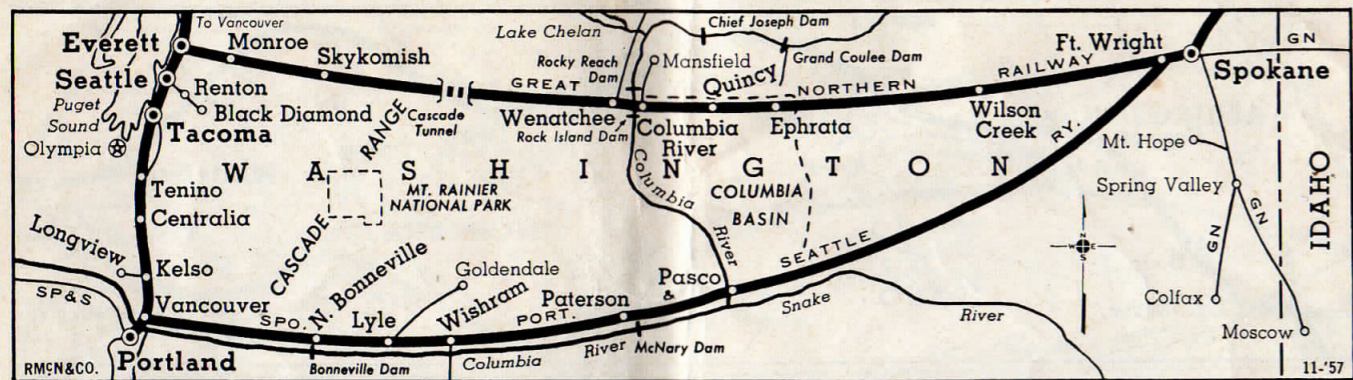 To Vancouver
Everett
Monroe
Skykomish
Seattle
Renton
Black Diamond
Puget
Sound
Tacoma
Olympia
Tenino
Centralia
Longview
Kelso
SP&S
Vancouver
Portland
RMCN&CO.
CASCADE RANGE
Cascade
Tunnel
MT. RAINIER
NATIONAL PARK
WASHINGTON
GREAT NORTHERN RAILWAY
Lake Chelan
Rocky Reach
Dam
Mansfield
Chief Joseph Dam
Grand Coulee Dam
Quincy
Wenatchee
Rock Island Dam
Columbia
River
Ephrata
Wilson
Creek
Ft. Wright
Spokane
GN
Columbia River
COLUMBIA
BASIN
Mt. Hope
Spring Valley
GN
GN
Colfax
Moscow
IDAHO
N
W E
S
SPO. PORT. & SEATTLE RY.
N. Bonneville
Lyle
Goldendale
Wishram
Paterson
Pasco
Snake River
Columbia River
Bonneville Dam
McNary Dam
11-'57